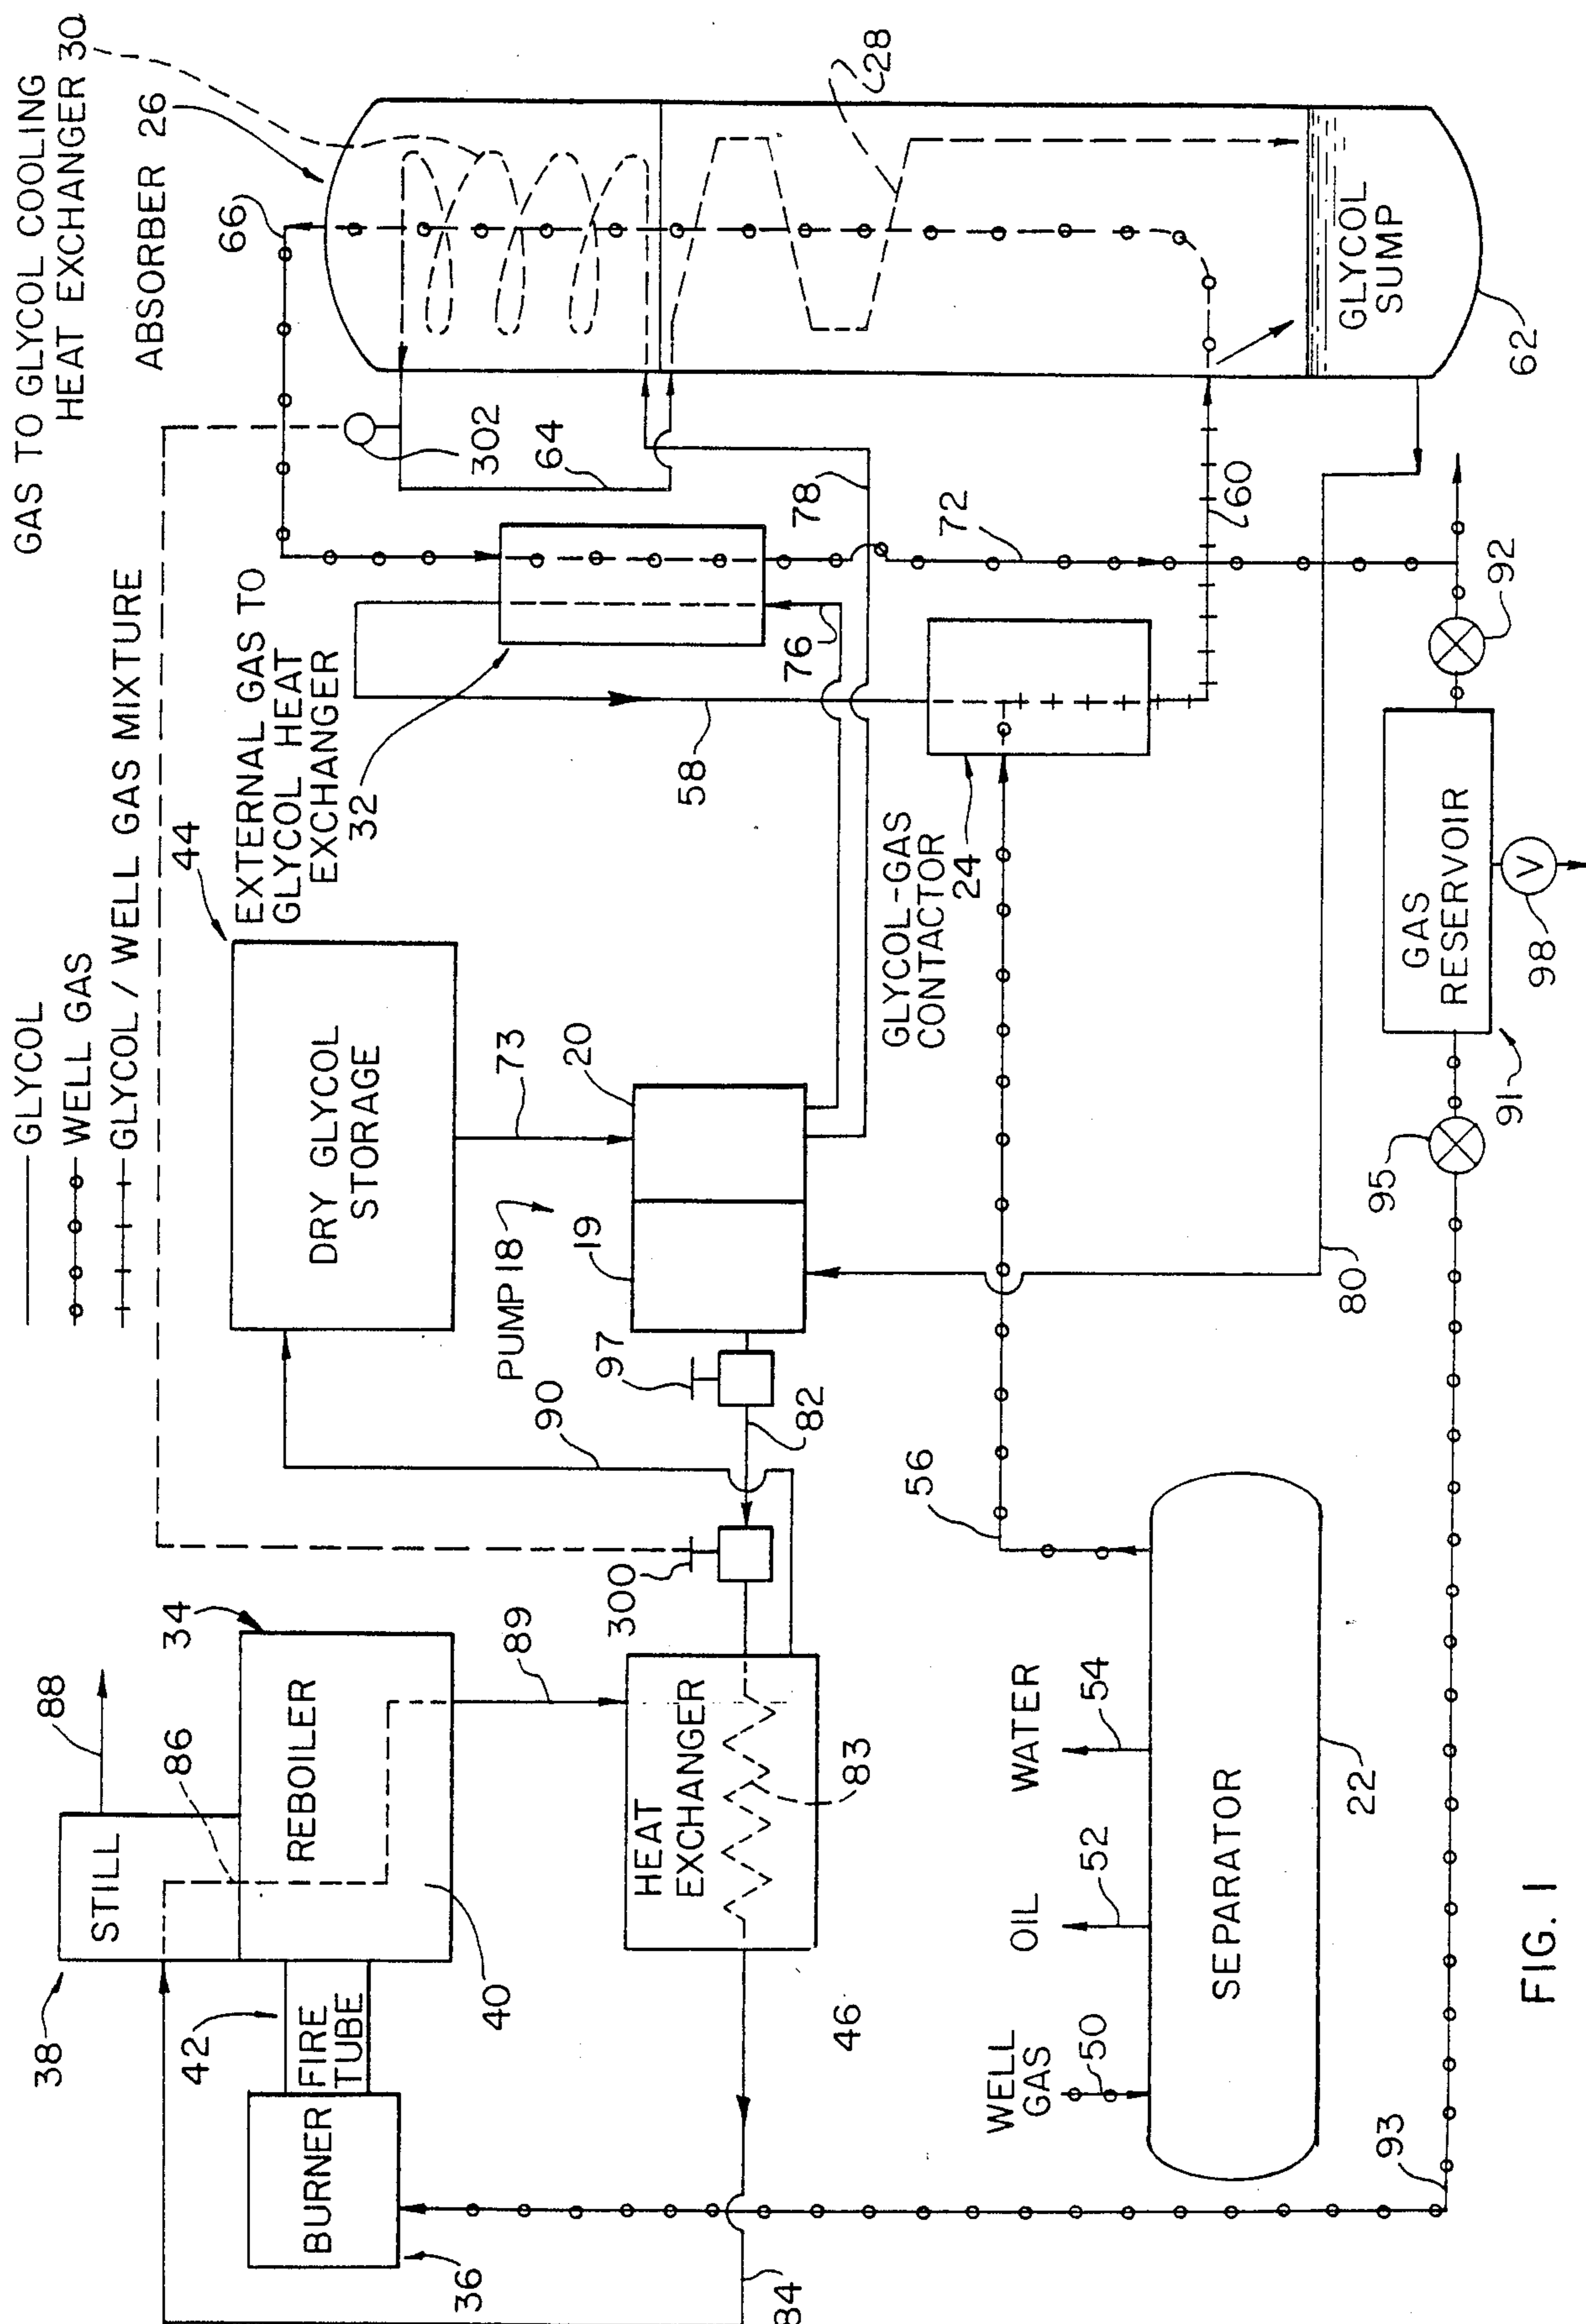 GLYCOL
WELL GAS
GLYCOL / WELL GAS MIXTURE
GAS TO GLYCOL COOLING
HEAT EXCHANGER 30
ABSORBER 26
66
28
302
64
78
72
76
60
GLYCOL
SUMP
62
EXTERNAL GAS TO
GLYCOL HEAT
EXCHANGER
32
58
44
DRY GLYCOL
STORAGE
73
20
PUMP 18
19
97
82
90
300
GLYCOL-GAS
CONTACTOR
24
92
GAS
RESERVOIR
98
V
91
95
80
88
86
34
STILL
REBOILER
38
40
42
FIRE
TUBE
BURNER
36
89
HEAT
EXCHANGER
83
46
84
56
WATER
54
OIL
52
WELL
GAS
50
SEPARATOR
22
93
FIG. 1